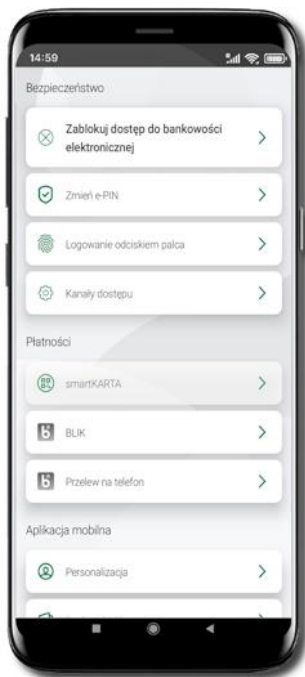 14:59
Bezpieczeństwo
Zablokuj dostęp do bankowości
elektronicznej
Zmień e-PIN
Logowanie odciskiem palca
Kanały dostępu
Płatności
smartKARTA
BLIK
Przelew na telefon
Aplikacja mobilna
Personalizacja